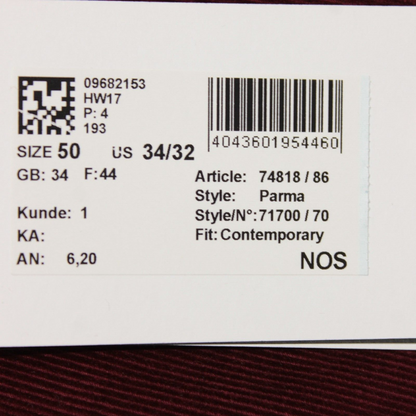 09682153
HW17
P: 4
193
4043601954460
SIZE 50 US 34/32
GB: 34 F: 44
Article: 74818 / 86
Style: Parma
Style/N°: 71700 / 70
Kunde: 1
Fit: Contemporary
KA:
AN: 6,20
NOS